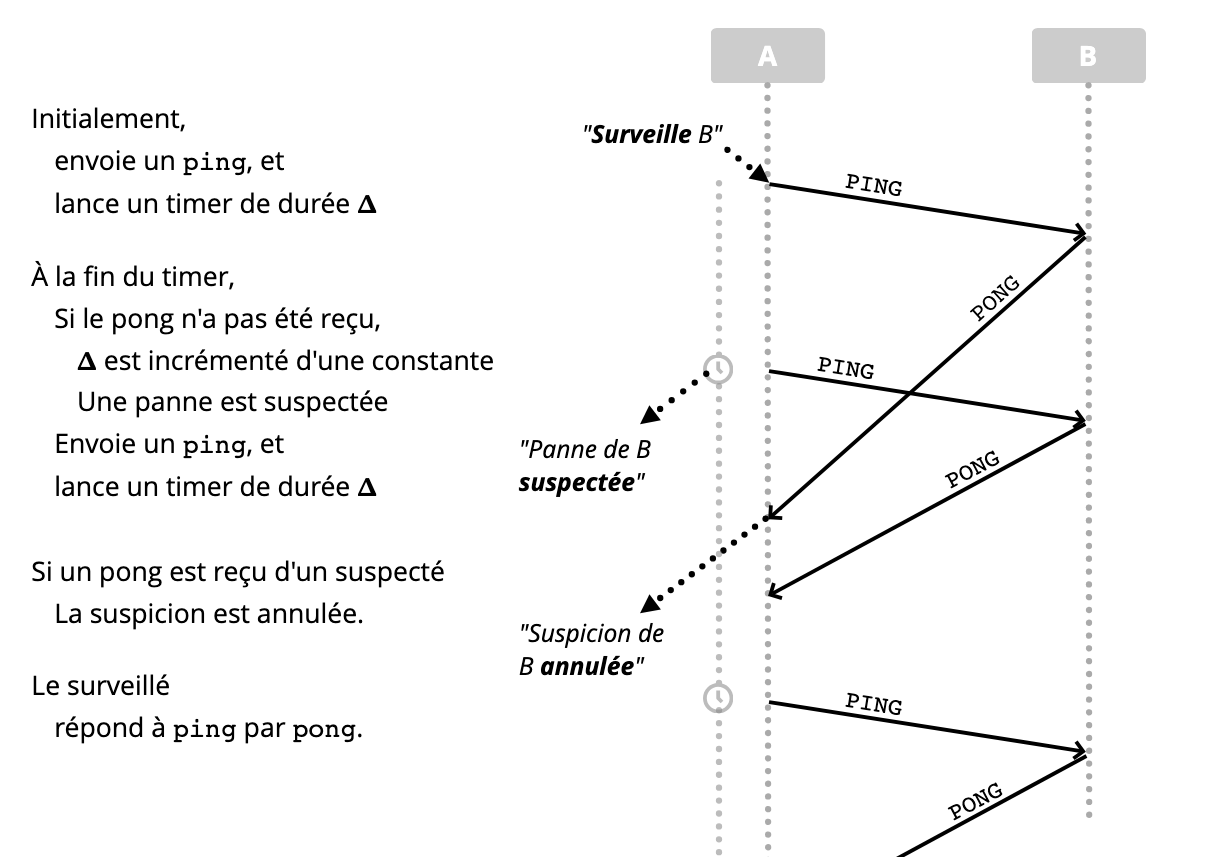 A
B
Initialement,
envoie un ping, et
lance un timer de durée Δ
À la fin du timer,
Si le pong n'a pas été reçu,
Δ est incrémenté d'une constante
Une panne est suspectée
Envoie un ping, et
lance un timer de durée Δ
Si un pong est reçu d'un suspecté
La suspicion est annulée.
Le surveillé
répond à ping par pong.
"Surveille B"
PING
PONG
PING
"Panne de B
suspectée"
PONG
"Suspicion de
B annulée"
PING
PONG